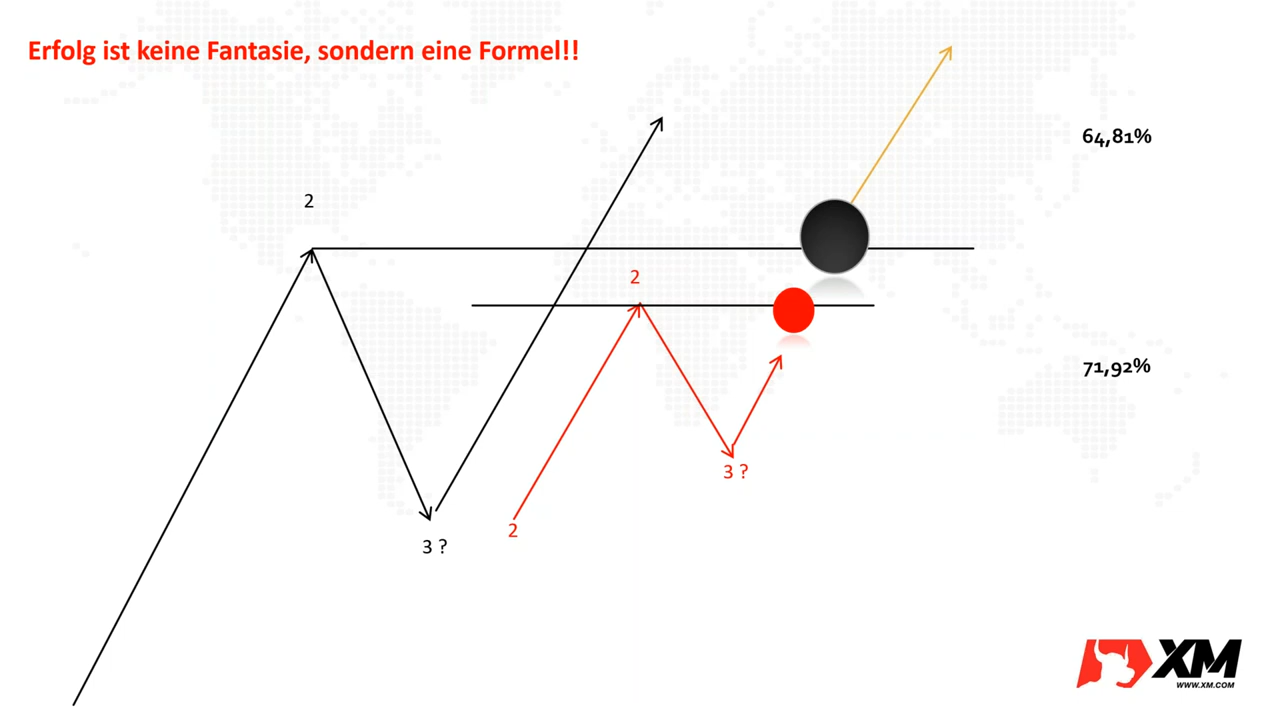 Erfolg ist keine Fantasie, sondern eine Formel!!
64,81%
2
2
71,92%
3 ?
2
3 ?
XM
WWW.XM.COM